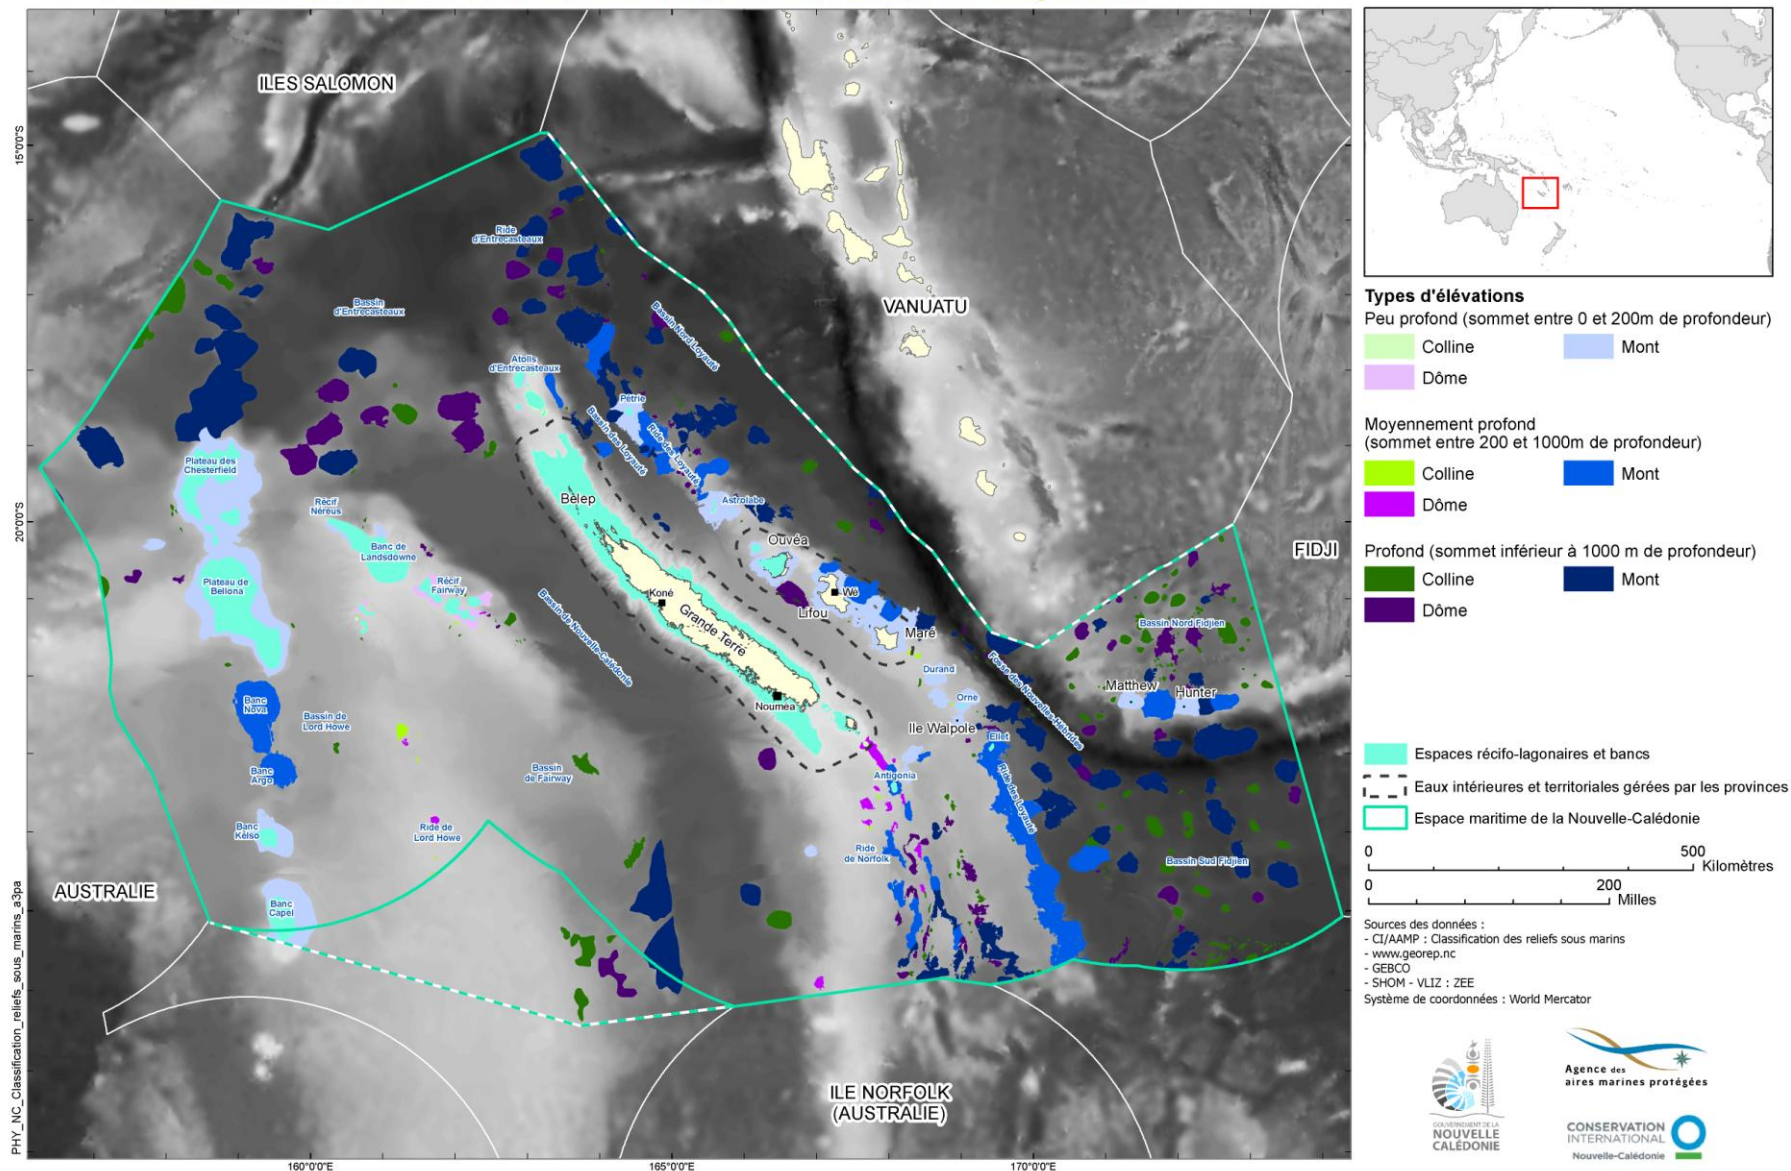 ILES SALOMON
VANUATU
FIDJI
AUSTRALIE
ILE NORFOLK
(AUSTRALIE)
15°0'0"S
20°0'0"S
160°0'0"E
165°0'0"E
170°0'0"E
PHY_NC_Classification_reliefs_sous_marins_a3pa
Ride
d'Entrecasteaux
Bassin
d'Entrecasteaux
Bassin Nord Loyauté
Atolls
d'Entrecasteaux
Pétrie
Bassin des Loyauté
Ride des Loyauté
Plateau des
Chesterfield
Récif
Néréus
Bélep
Astrolabe
Banc de
Landsdowne
Ouvéa
Plateau de
Bellona
Récif
Fairway
Koné
Grande Terre
Wé
Lifou
Maré
Bassin de Nouvelle-Calédonie
Bassin Nord Fidjien
Durand
Fosse des Nouvelles-Hébrides
Matthew
Hunter
Orne
Banc
Nova
Bassin de
Lord Howe
Nouméa
Ile Walpole
Ellet
Banc
Argo
Bassin
de Fairway
Antigonia
Ride des Loyauté
Banc
Kelso
Ride de
Lord Howe
Ride
de Norfolk
Bassin Sud Fidjien
Banc
Capel
Types d'élévations
Peu profond (sommet entre 0 et 200m de profondeur)
Colline
Mont
Dôme
Moyennement profond
(sommet entre 200 et 1000m de profondeur)
Colline
Mont
Dôme
Profond (sommet inférieur à 1000 m de profondeur)
Colline
Mont
Dôme
Espaces récifo-lagonaires et bancs
Eaux intérieures et territoriales gérées par les provinces
Espace maritime de la Nouvelle-Calédonie
0 500
Kilomètres
0 200
Milles
Sources des données :
- CI/AAMP : Classification des reliefs sous marins
- www.georep.nc
- GEBCO
- SHOM - VLIZ : ZEE
Système de coordonnées : World Mercator
GOUVERNEMENT DE LA
NOUVELLE
CALÉDONIE
Agence des
aires marines protégées
CONSERVATION
INTERNATIONAL
Nouvelle-Calédonie